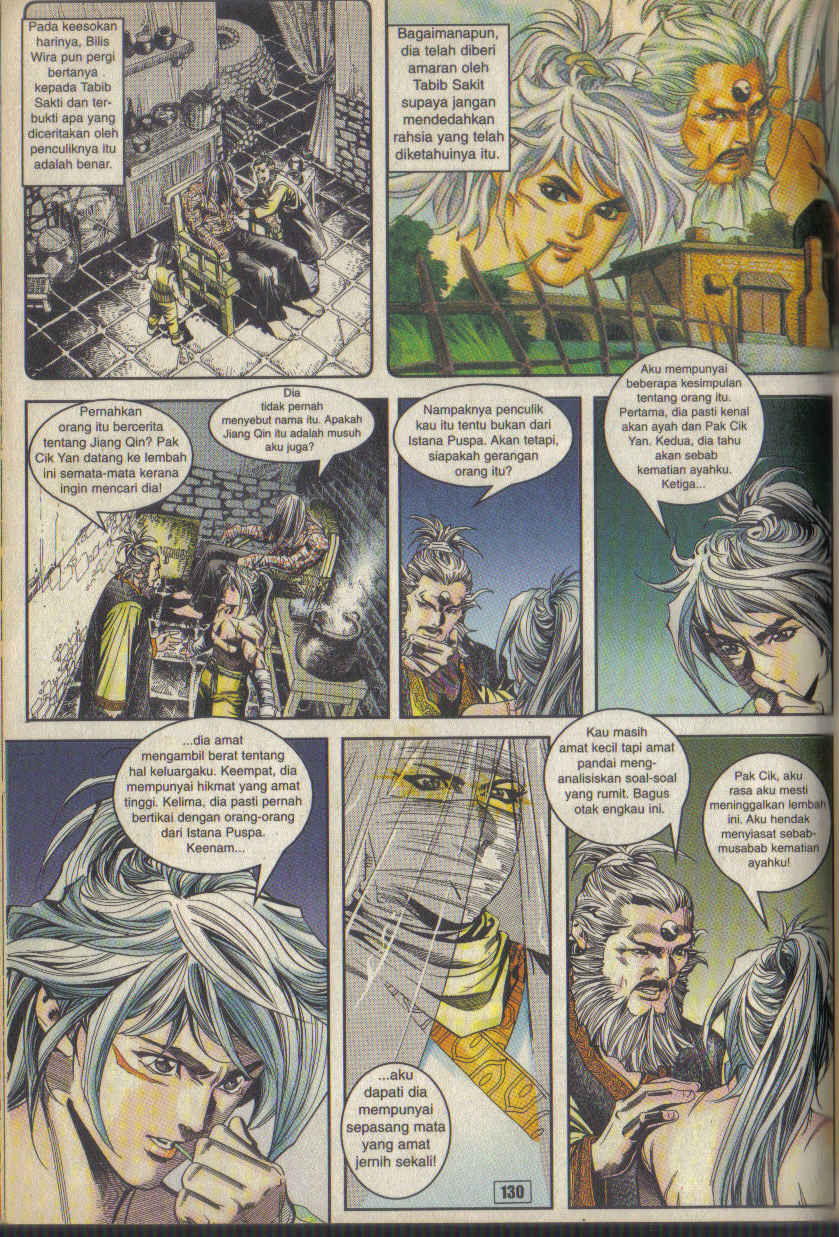 Pada keesokan
harinya, Bilis
Wira pun pergi
bertanya
kepada Tabib
Sakti dan ter-
bukti apa yang
diceritakan oleh
penculiknya itu
adalah benar.
Bagaimanapun,
dia telah diberi
amaran oleh
Tabib Sakit
supaya jangan
mendedahkan
rahsia yang telah
diketahuinya itu.
Pernahkan
orang itu bercerita
tentang Jiang Qin? Pak
Cik Yan datang ke lembah
ini semata-mata kerana
ingin mencari dia!
Dia
tidak pernah
menyebut nama itu. Apakah
Jiang Qin itu adalah musuh
aku juga?
Nampaknya penculik
kau itu tentu bukan dari
Istana Puspa. Akan tetapi,
siapakah gerangan
orang itu?
Aku mempunyai
beberapa kesimpulan
tentang orang itu.
Pertama, dia pasti kenal
akan ayah dan Pak Cik
Yan. Kedua, dia tahu
akan sebab
kematian ayahku.
Ketiga...
...dia amat
mengambil berat tentang
hal keluargaku. Keempat, dia
mempunyai hikmat yang amat
tinggi. Kelima, dia pasti pernah
bertikai dengan orang-orang
dari Istana Puspa.
Keenam...
...aku
dapati dia
mempunyai
sepasang mata
yang amat
jernih sekali!
Kau masih
amat kecil tapi amat
pandai meng-
analisiskan soal-soal
yang rumit. Bagus
otak engkau ini.
Pak Cik, aku
rasa aku mesti
meninggalkan lembah
ini. Aku hendak
menyiasat sebab-
musabab kematian
ayahku!
130